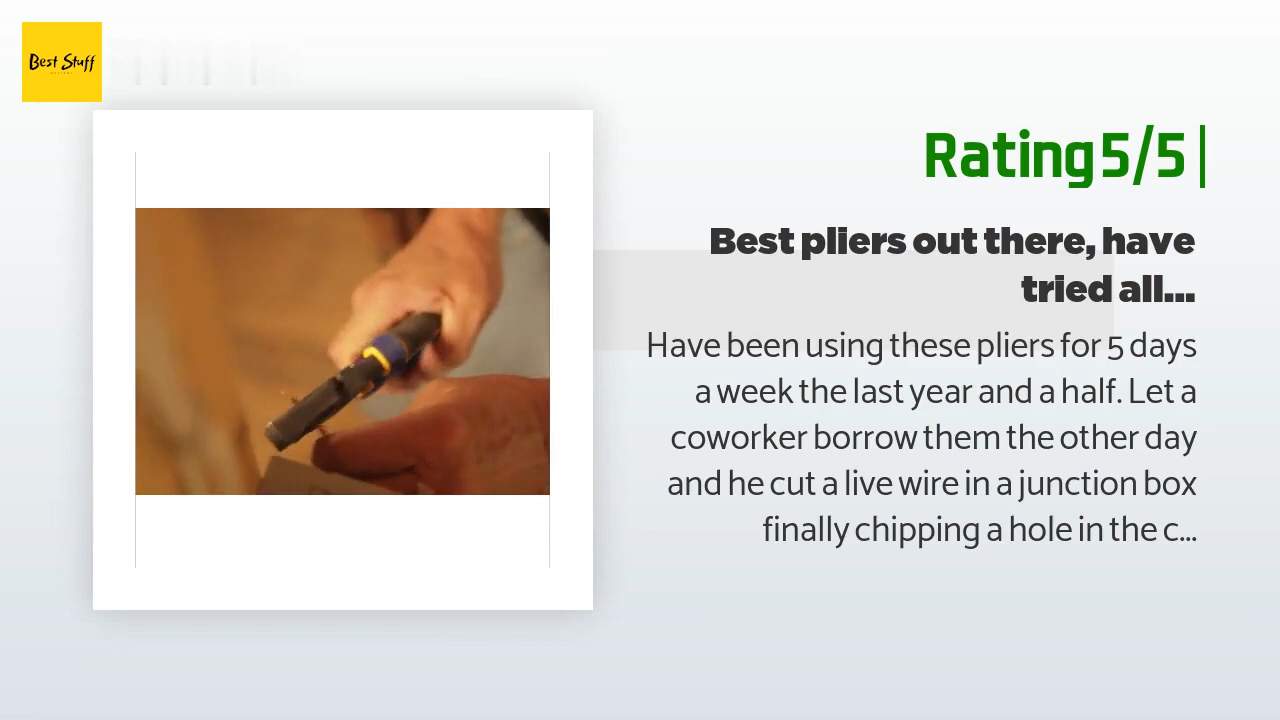 Best Stuff
Rating 5/5 |
Best pliers out there, have
tried all...
Have been using these pliers for 5 days
a week the last year and a half. Let a
coworker borrow them the other day
and he cut a live wire in a junction box
finally chipping a hole in the c...